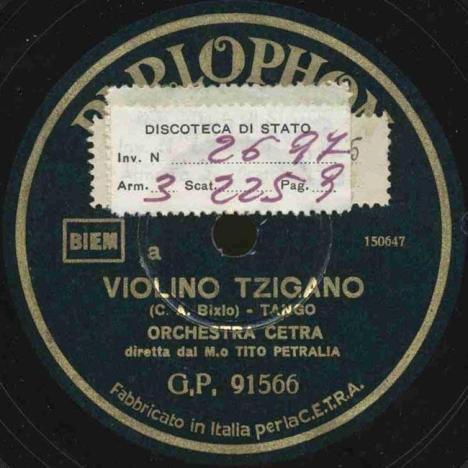 PARLOPHON
DISCOTECA DI STATO
Inv. N 2697
Arm. 3 Scat. 225 Pag. 9
BIEM
a
150647
VIOLINO TZIGANO
(C. A. Bixio) - TANGO
ORCHESTRA CETRA
diretta dal M.o TITO PETRALIA
G.P. 91566
Fabbricato in Italia per la C.E.T.R.A.